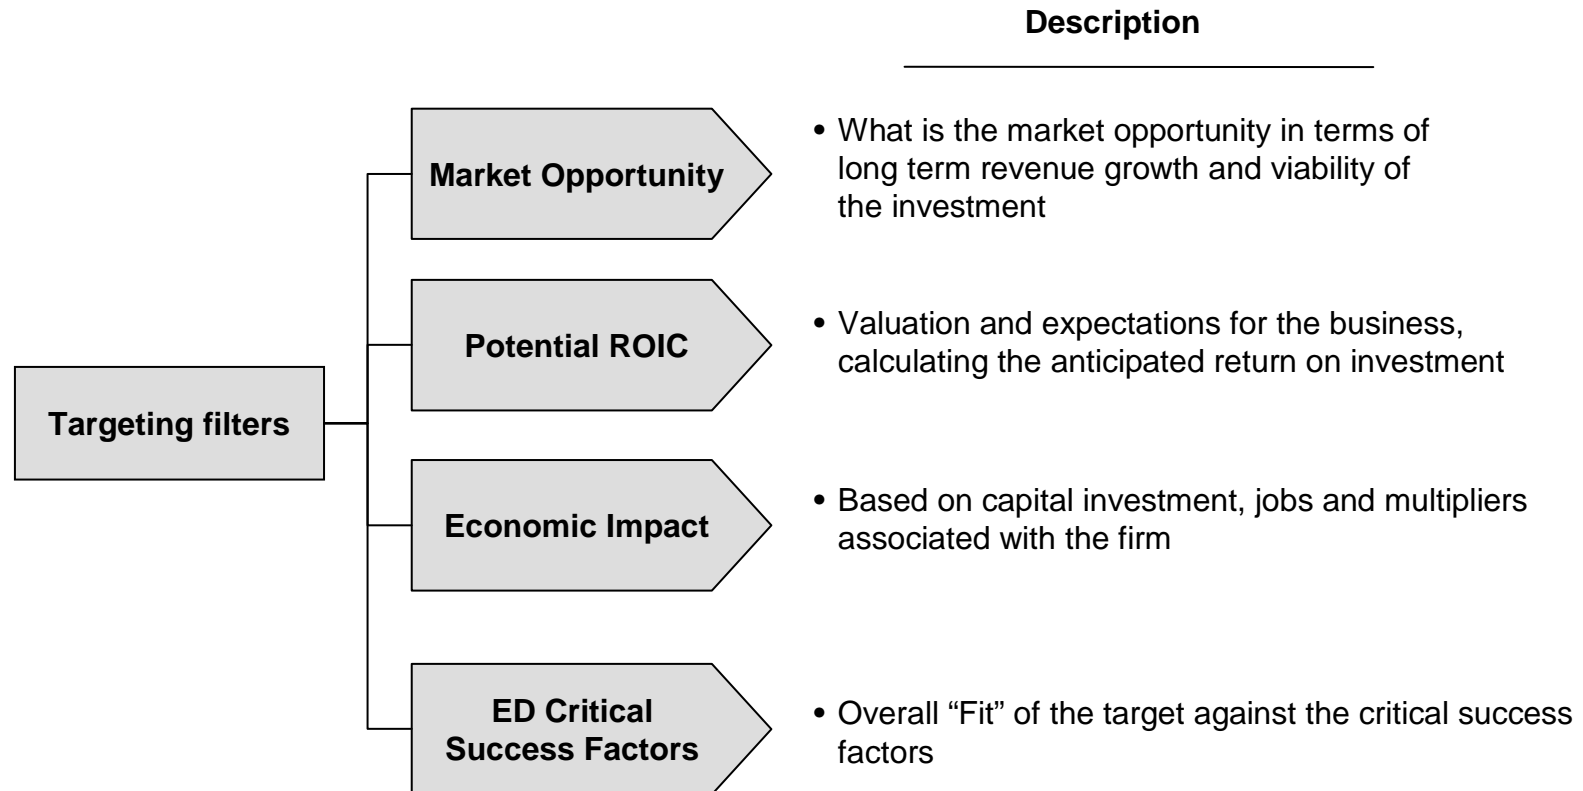 Description
Market Opportunity
• What is the market opportunity in terms of
long term revenue growth and viability of
the investment
Potential ROIC
• Valuation and expectations for the business,
calculating the anticipated return on investment
Targeting filters
Economic Impact
• Based on capital investment, jobs and multipliers
associated with the firm
ED Critical
Success Factors
• Overall “Fit” of the target against the critical success
factors